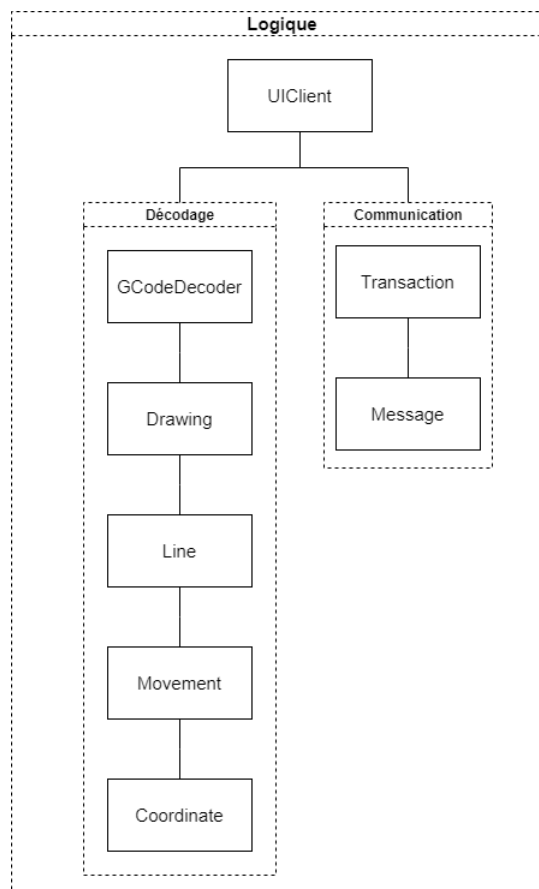 Logique
UIClient
Décodage
Communication
GCodeDecoder
Transaction
Drawing
Message
Line
Movement
Coordinate